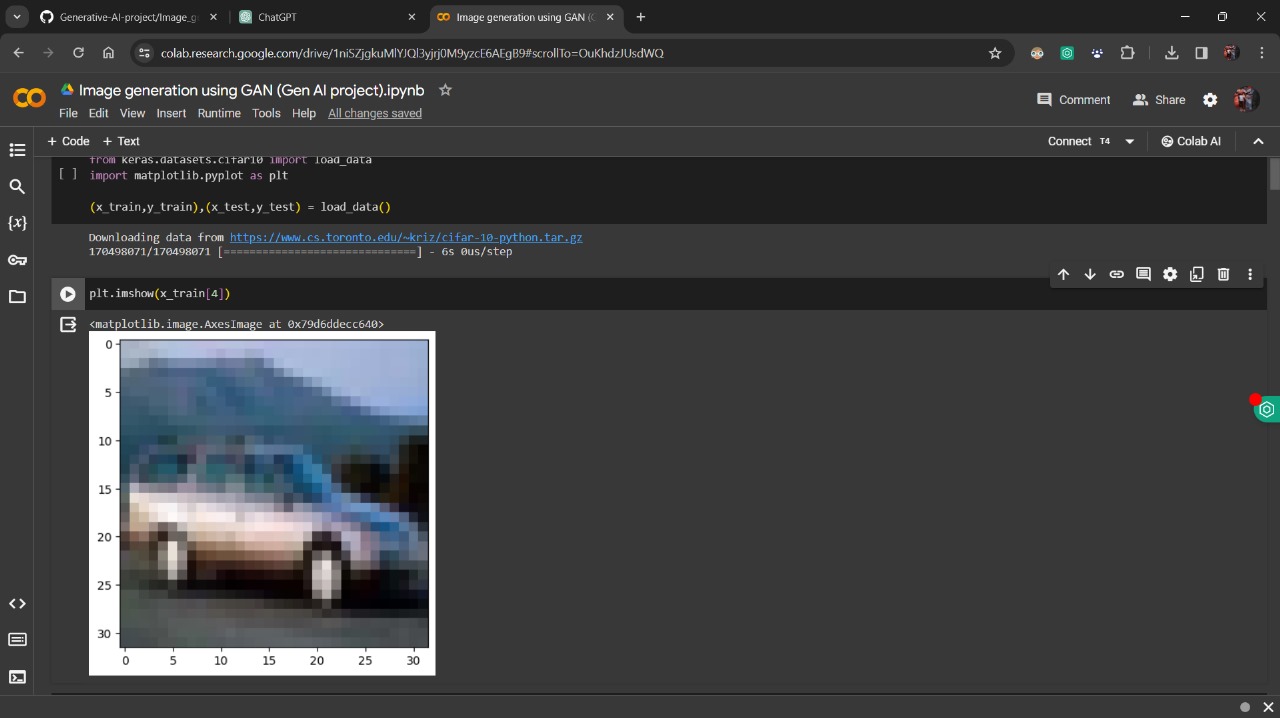 Generative-AI-project/Image_g
ChatGPT
Image generation using GAN (
colab.research.google.com/drive/1niSZjgkuMlYJQl3yjrj0M9yzcE6AEgB9#scrollTo=OuKhdzJUsdWQ
Image generation using GAN (Gen AI project).ipynb
Comment
Share
File Edit View Insert Runtime Tools Help All changes saved
+ Code + Text
Connect T4
Colab AI
from keras.datasets.cifar10 import load_data
[ ] import matplotlib.pyplot as plt
(x_train,y_train),(x_test,y_test) = load_data()
Downloading data from https://www.cs.toronto.edu/~kriz/cifar-10-python.tar.gz
170498071/170498071 [==============================] - 6s 0us/step
plt.imshow(x_train[4])
<matplotlib.image.AxesImage at 0x79d6ddecc640>
0
5
10
15
20
25
30
0 5 10 15 20 25 30